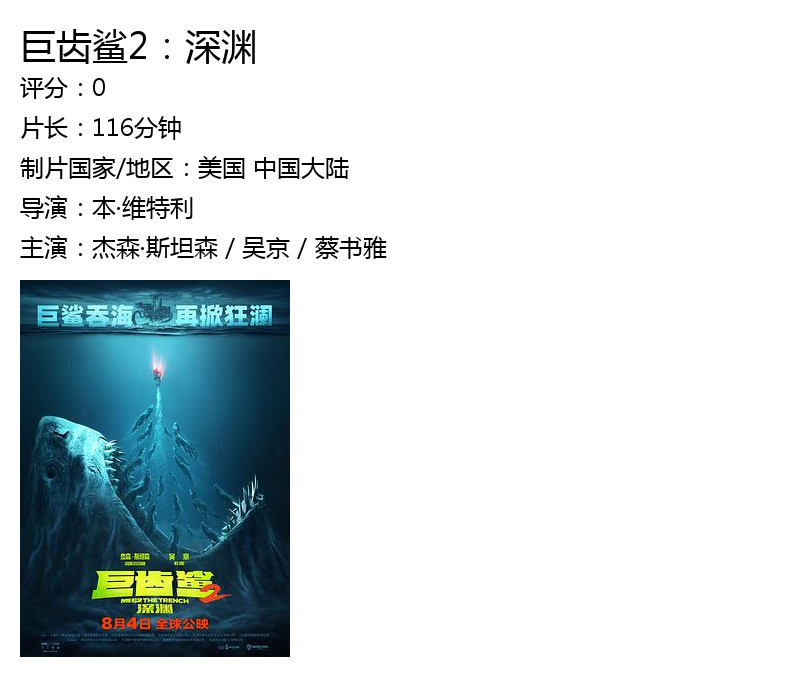 巨齿鲨2：深渊
评分：0
片长：116分钟
制片国家/地区：美国 中国大陆
导演：本·维特利
主演：杰森·斯坦森 / 吴京 / 蔡书雅
巨鲨吞海 再掀狂澜
杰森·斯坦森 吴 京
巨齿鲨2
MEG2 THE TRENCH
深渊
8月4日 全球公映